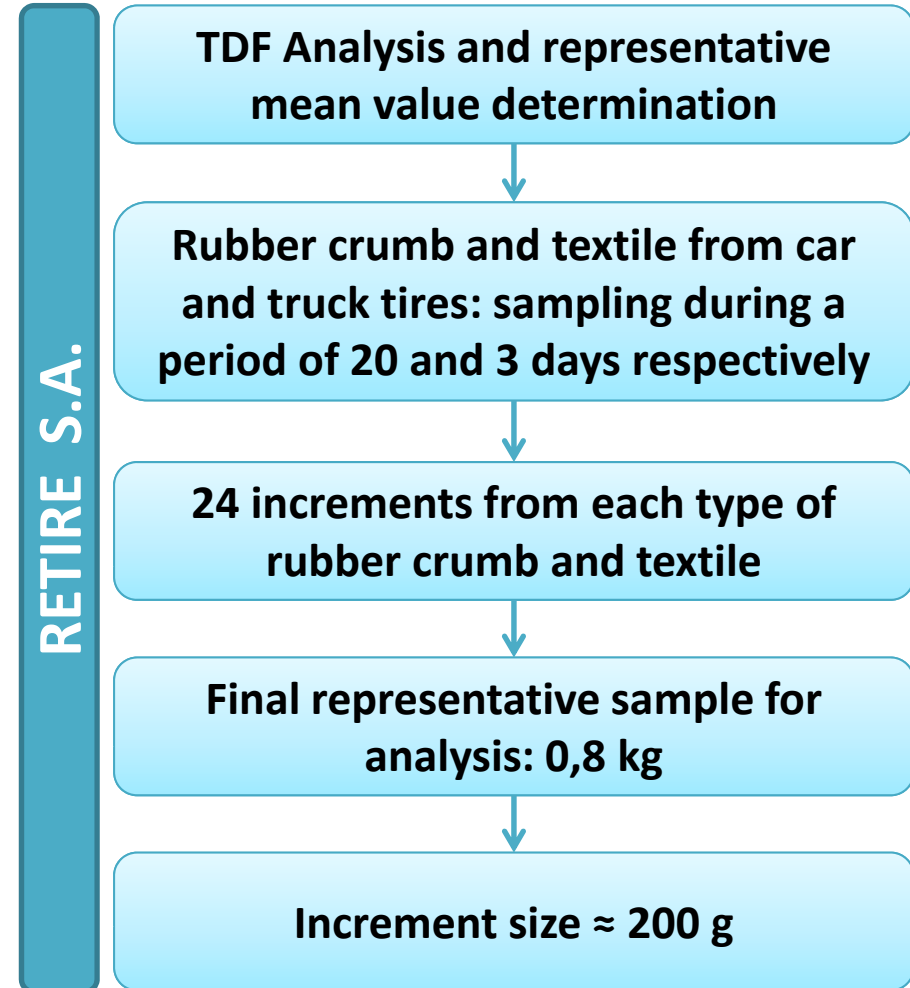 RETIRE S.A.
TDF Analysis and representative
mean value determination
Rubber crumb and textile from car
and truck tires: sampling during a
period of 20 and 3 days respectively
24 increments from each type of
rubber crumb and textile
Final representative sample for
analysis: 0,8 kg
Increment size ≈ 200 g